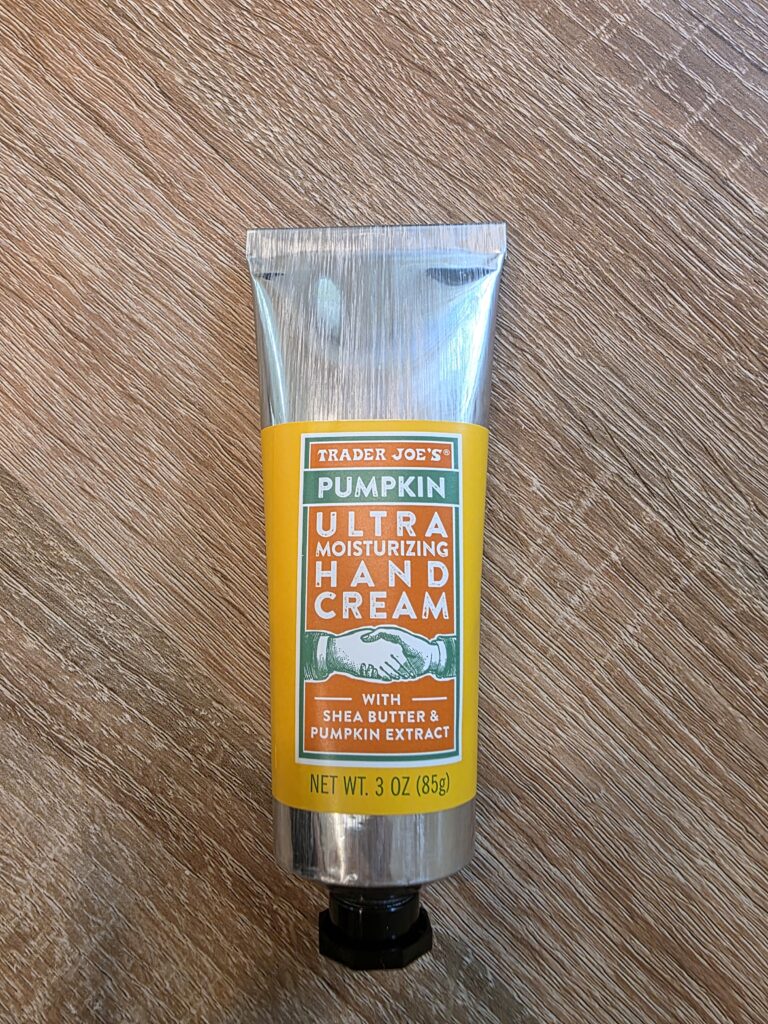 TRADER JOE'S®
PUMPKIN
ULTRA
MOISTURIZING
HAND
CREAM
WITH
SHEA BUTTER &
PUMPKIN EXTRACT
NET WT. 3 OZ (85g)